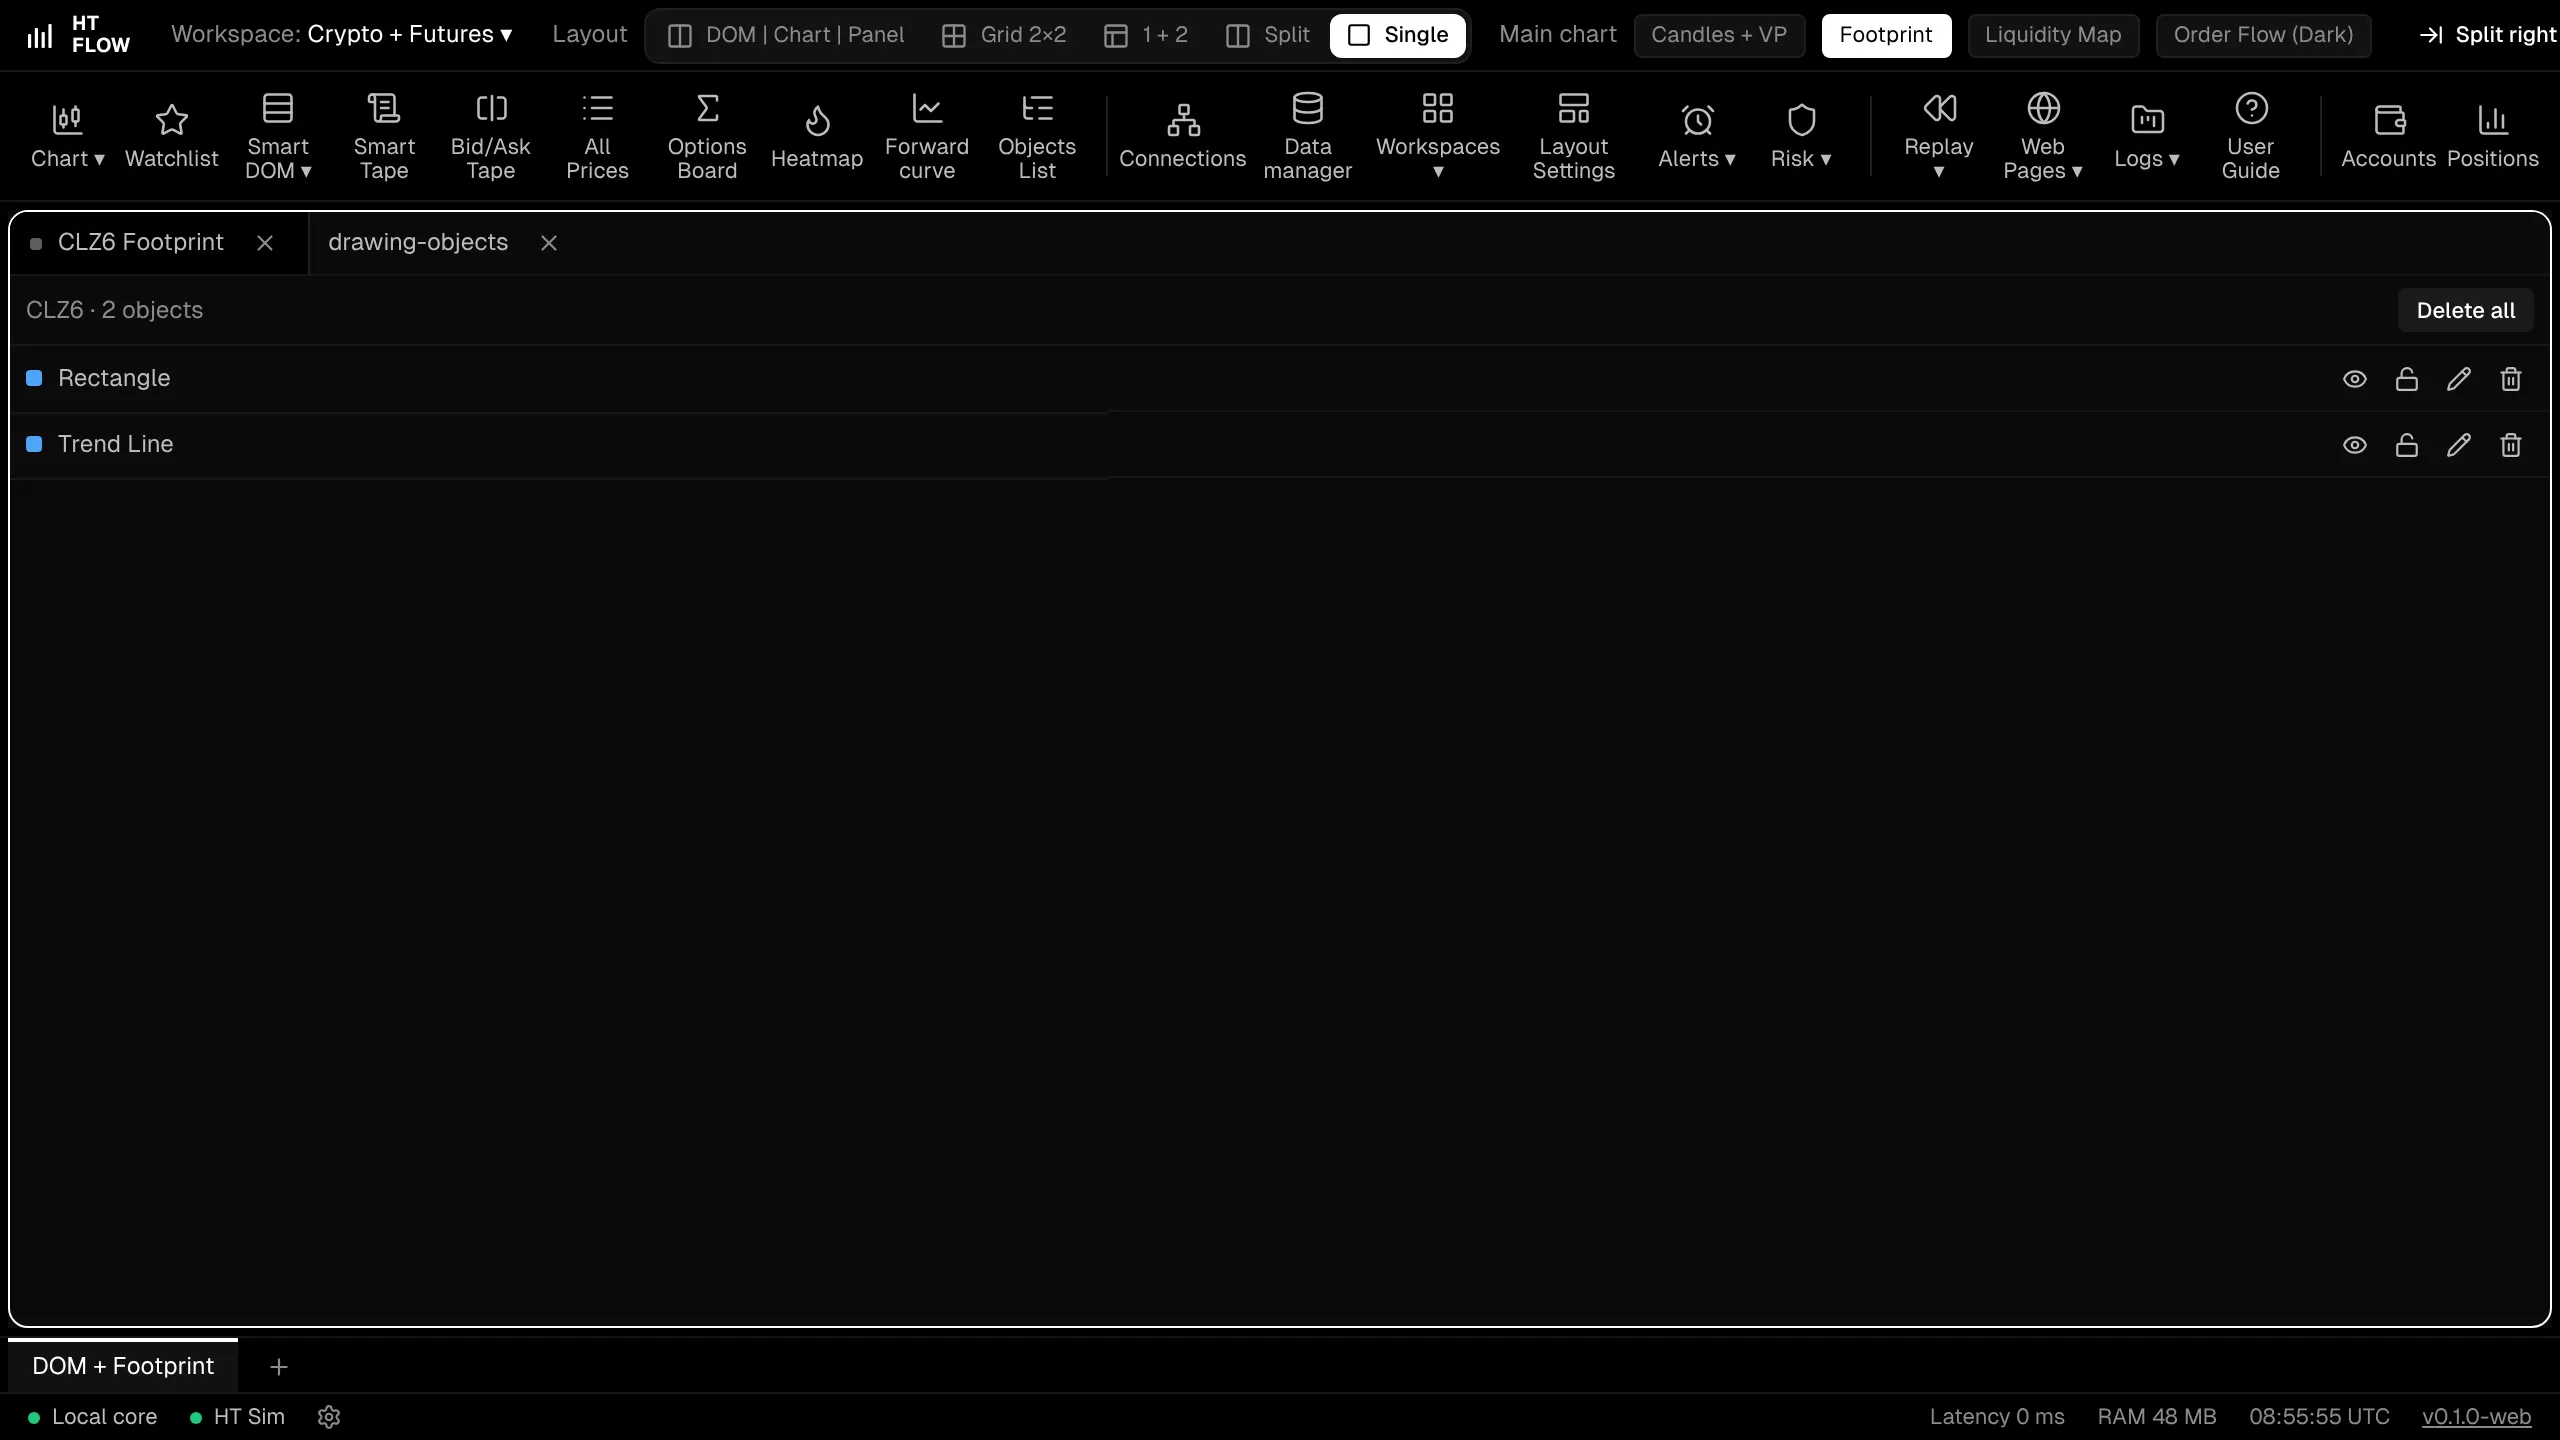 HT
FLOW
Workspace: Crypto + Futures ▾
Layout
DOM | Chart | Panel
Grid 2×2
1 + 2
Split
Single
Main chart
Candles + VP
Footprint
Liquidity Map
Order Flow (Dark)
Split right
Chart ▾
Watchlist
Smart
DOM ▾
Smart
Tape
Bid/Ask
Tape
All
Prices
Options
Board
Heatmap
Forward
curve
Objects
List
Connections
Data
manager
Workspaces
▾
Layout
Settings
Alerts ▾
Risk ▾
Replay
▾
Web
Pages ▾
Logs ▾
User
Guide
Accounts
Positions
CLZ6 Footprint
drawing-objects
CLZ6 · 2 objects
Delete all
Rectangle
Trend Line
DOM + Footprint
Local core
HT Sim
Latency 0 ms
RAM 48 MB
08:55:55 UTC
v0.1.0-web